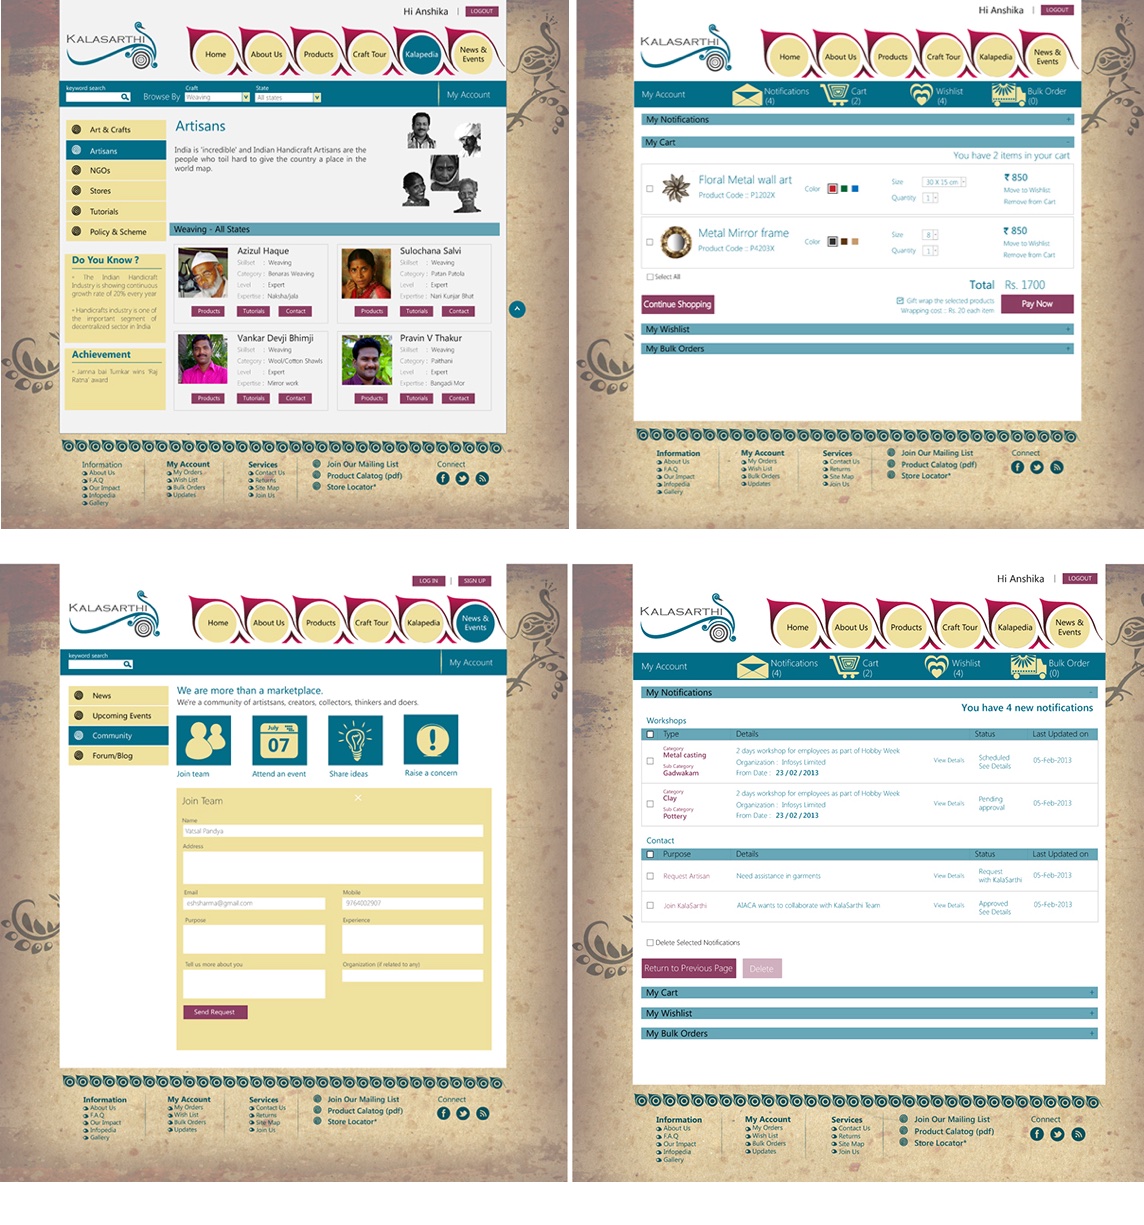 Hi Anshika | LOGOUT
KALASARTHI
Home
About Us
Products
Craft Tour
Kalapedia
News &
Events
keyword search
Browse By
Craft
Weaving
State
All states
My Account
Art & Crafts
Artisans
NGOs
Stores
Tutorials
Policy & Scheme
Do You Know ?
• The Indian Handicraft
Industry is showing continuous
growth rate of 20% every year
• Handicrafts industry is one of
the important segment of
decentralized sector in India
Achievement
• Jamna bai Tumkar wins 'Raj
Ratna' award
Artisans
India is 'incredible' and Indian Handicraft Artisans are the
people who toil hard to give the country a place in the
world map.
Weaving - All States
Azizul Haque
Skillset : Weaving
Category : Benaras Weaving
Level : Expert
Expertise : Naksha/jala
Products Tutorials Contact
Sulochana Salvi
Skillset : Weaving
Category : Patan Patola
Level : Expert
Expertise : Nari Kunjar Bhat
Products Tutorials Contact
Vankar Devji Bhimji
Skillset : Weaving
Category : Wool/Cotton Shawls
Level : Expert
Expertise : Mirror work
Products Tutorials Contact
Pravin V Thakur
Skillset : Weaving
Category : Paithani
Level : Expert
Expertise : Bangadi Mor
Products Tutorials Contact
Information
About Us
F.A.Q
Our Impact
Infopedia
Gallery
My Account
My Orders
Wish List
Bulk Orders
Updates
Services
Contact Us
Returns
Site Map
Join Us
Join Our Mailing List
Product Catalog (pdf)
Store Locator*
Connect
Hi Anshika | LOGOUT
KALASARTHI
Home
About Us
Products
Craft Tour
Kalapedia
News &
Events
My Account
Notifications
(4)
Cart
(2)
Wishlist
(4)
Bulk Order
(0)
My Notifications +
My Cart -
You have 2 items in your cart
Floral Metal wall art
Product Code :: P1202X
Color
Size 30 X 15 cm
Quantity 1
₹ 850
Move to Wishlist
Remove from Cart
Metal Mirror frame
Product Code :: P4203X
Color
Size 8
Quantity 1
₹ 850
Move to Wishlist
Remove from Cart
Select All
Total Rs. 1700
Continue Shopping
Gift wrap the selected products
Wrapping cost :: Rs. 20 each item
Pay Now
My Wishlist +
My Bulk Orders +
Information
About Us
F.A.Q
Our Impact
Infopedia
Gallery
My Account
My Orders
Wish List
Bulk Orders
Updates
Services
Contact Us
Returns
Site Map
Join Us
Join Our Mailing List
Product Catalog (pdf)
Store Locator*
Connect
LOG IN | SIGN UP
KALASARTHI
Home
About Us
Products
Craft Tour
Kalapedia
News &
Events
keyword search
My Account
News
Upcoming Events
Community
Forum/Blog
We are more than a marketplace.
We're a community of artistsans, creators, collectors, thinkers and doers.
July
07
Join team
Attend an event
Share ideas
Raise a concern
Join Team
Name
Vatsal Pandya
Address
Email
eshsharma@gmail.com
Mobile
9764002907
Purpose
Experience
Tell us more about you
Organization (if related to any)
Send Request
Information
About Us
F.A.Q
Our Impact
Infopedia
Gallery
My Account
My Orders
Wish List
Bulk Orders
Updates
Services
Contact Us
Returns
Site Map
Join Us
Join Our Mailing List
Product Catalog (pdf)
Store Locator*
Connect
Hi Anshika | LOGOUT
KALASARTHI
Home
About Us
Products
Craft Tour
Kalapedia
News &
Events
My Account
Notifications
(4)
Cart
(2)
Wishlist
(4)
Bulk Order
(0)
My Notifications -
You have 4 new notifications
Workshops
Type Details Status Last Updated on
Category
Metal casting
Sub Category
Gadwakam
2 days workshop for employees as part of Hobby Week
Organization : Infosys Limited
From Date : 23 / 02 / 2013
View Details
Scheduled
See Details
05-Feb-2013
Category
Clay
Sub Category
Pottery
2 days workshop for employees as part of Hobby Week
Organization : Infosys Limited
From Date : 23 / 02 / 2013
View Details
Pending
approval
05-Feb-2013
Contact
Purpose Details Status Last Updated on
Request Artisan
Need assistance in garments
View Details
Request
with KalaSarthi
05-Feb-2013
Join KalaSarthi
AIACA wants to collaborate with KalaSarthi Team
View Details
Approved
See Details
05-Feb-2013
Delete Selected Notifications
Return to Previous Page Delete
My Cart +
My Wishlist +
My Bulk Orders +
Information
About Us
F.A.Q
Our Impact
Infopedia
Gallery
My Account
My Orders
Wish List
Bulk Orders
Updates
Services
Contact Us
Returns
Site Map
Join Us
Join Our Mailing List
Product Catalog (pdf)
Store Locator*
Connect